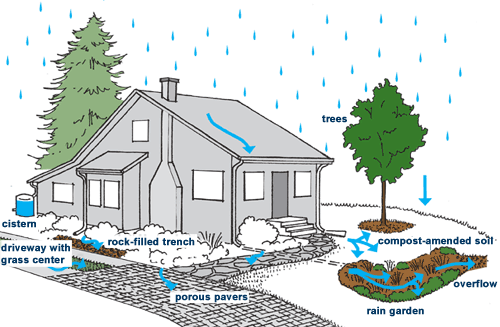 trees
cistern
rock-filled trench
compost-amended soil
driveway with
grass center
overflow
porous pavers
rain garden